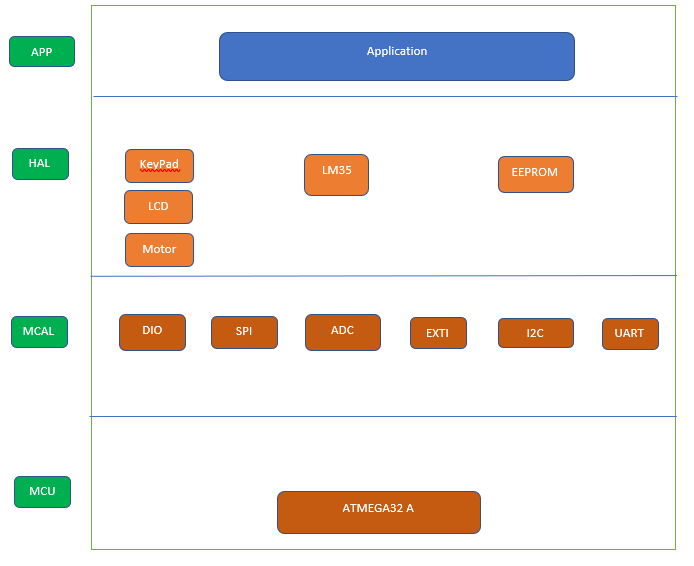 APP
Application
HAL
KeyPad
LM35
EEPROM
LCD
Motor
MCAL
DIO
SPI
ADC
EXTI
I2C
UART
MCU
ATMEGA32 A